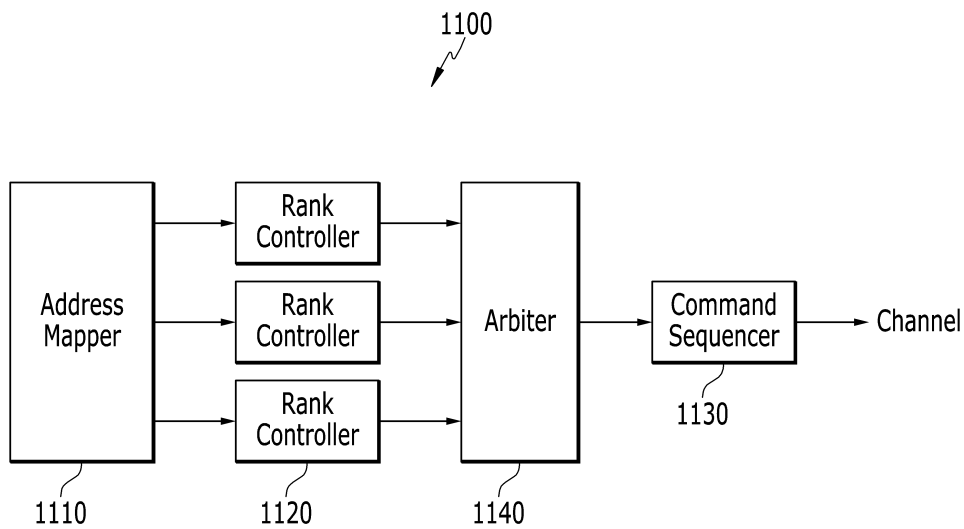 1100
Address
Mapper
Rank
Controller
Rank
Controller
Rank
Controller
Arbiter
Command
Sequencer
Channel
1110
1120
1140
1130